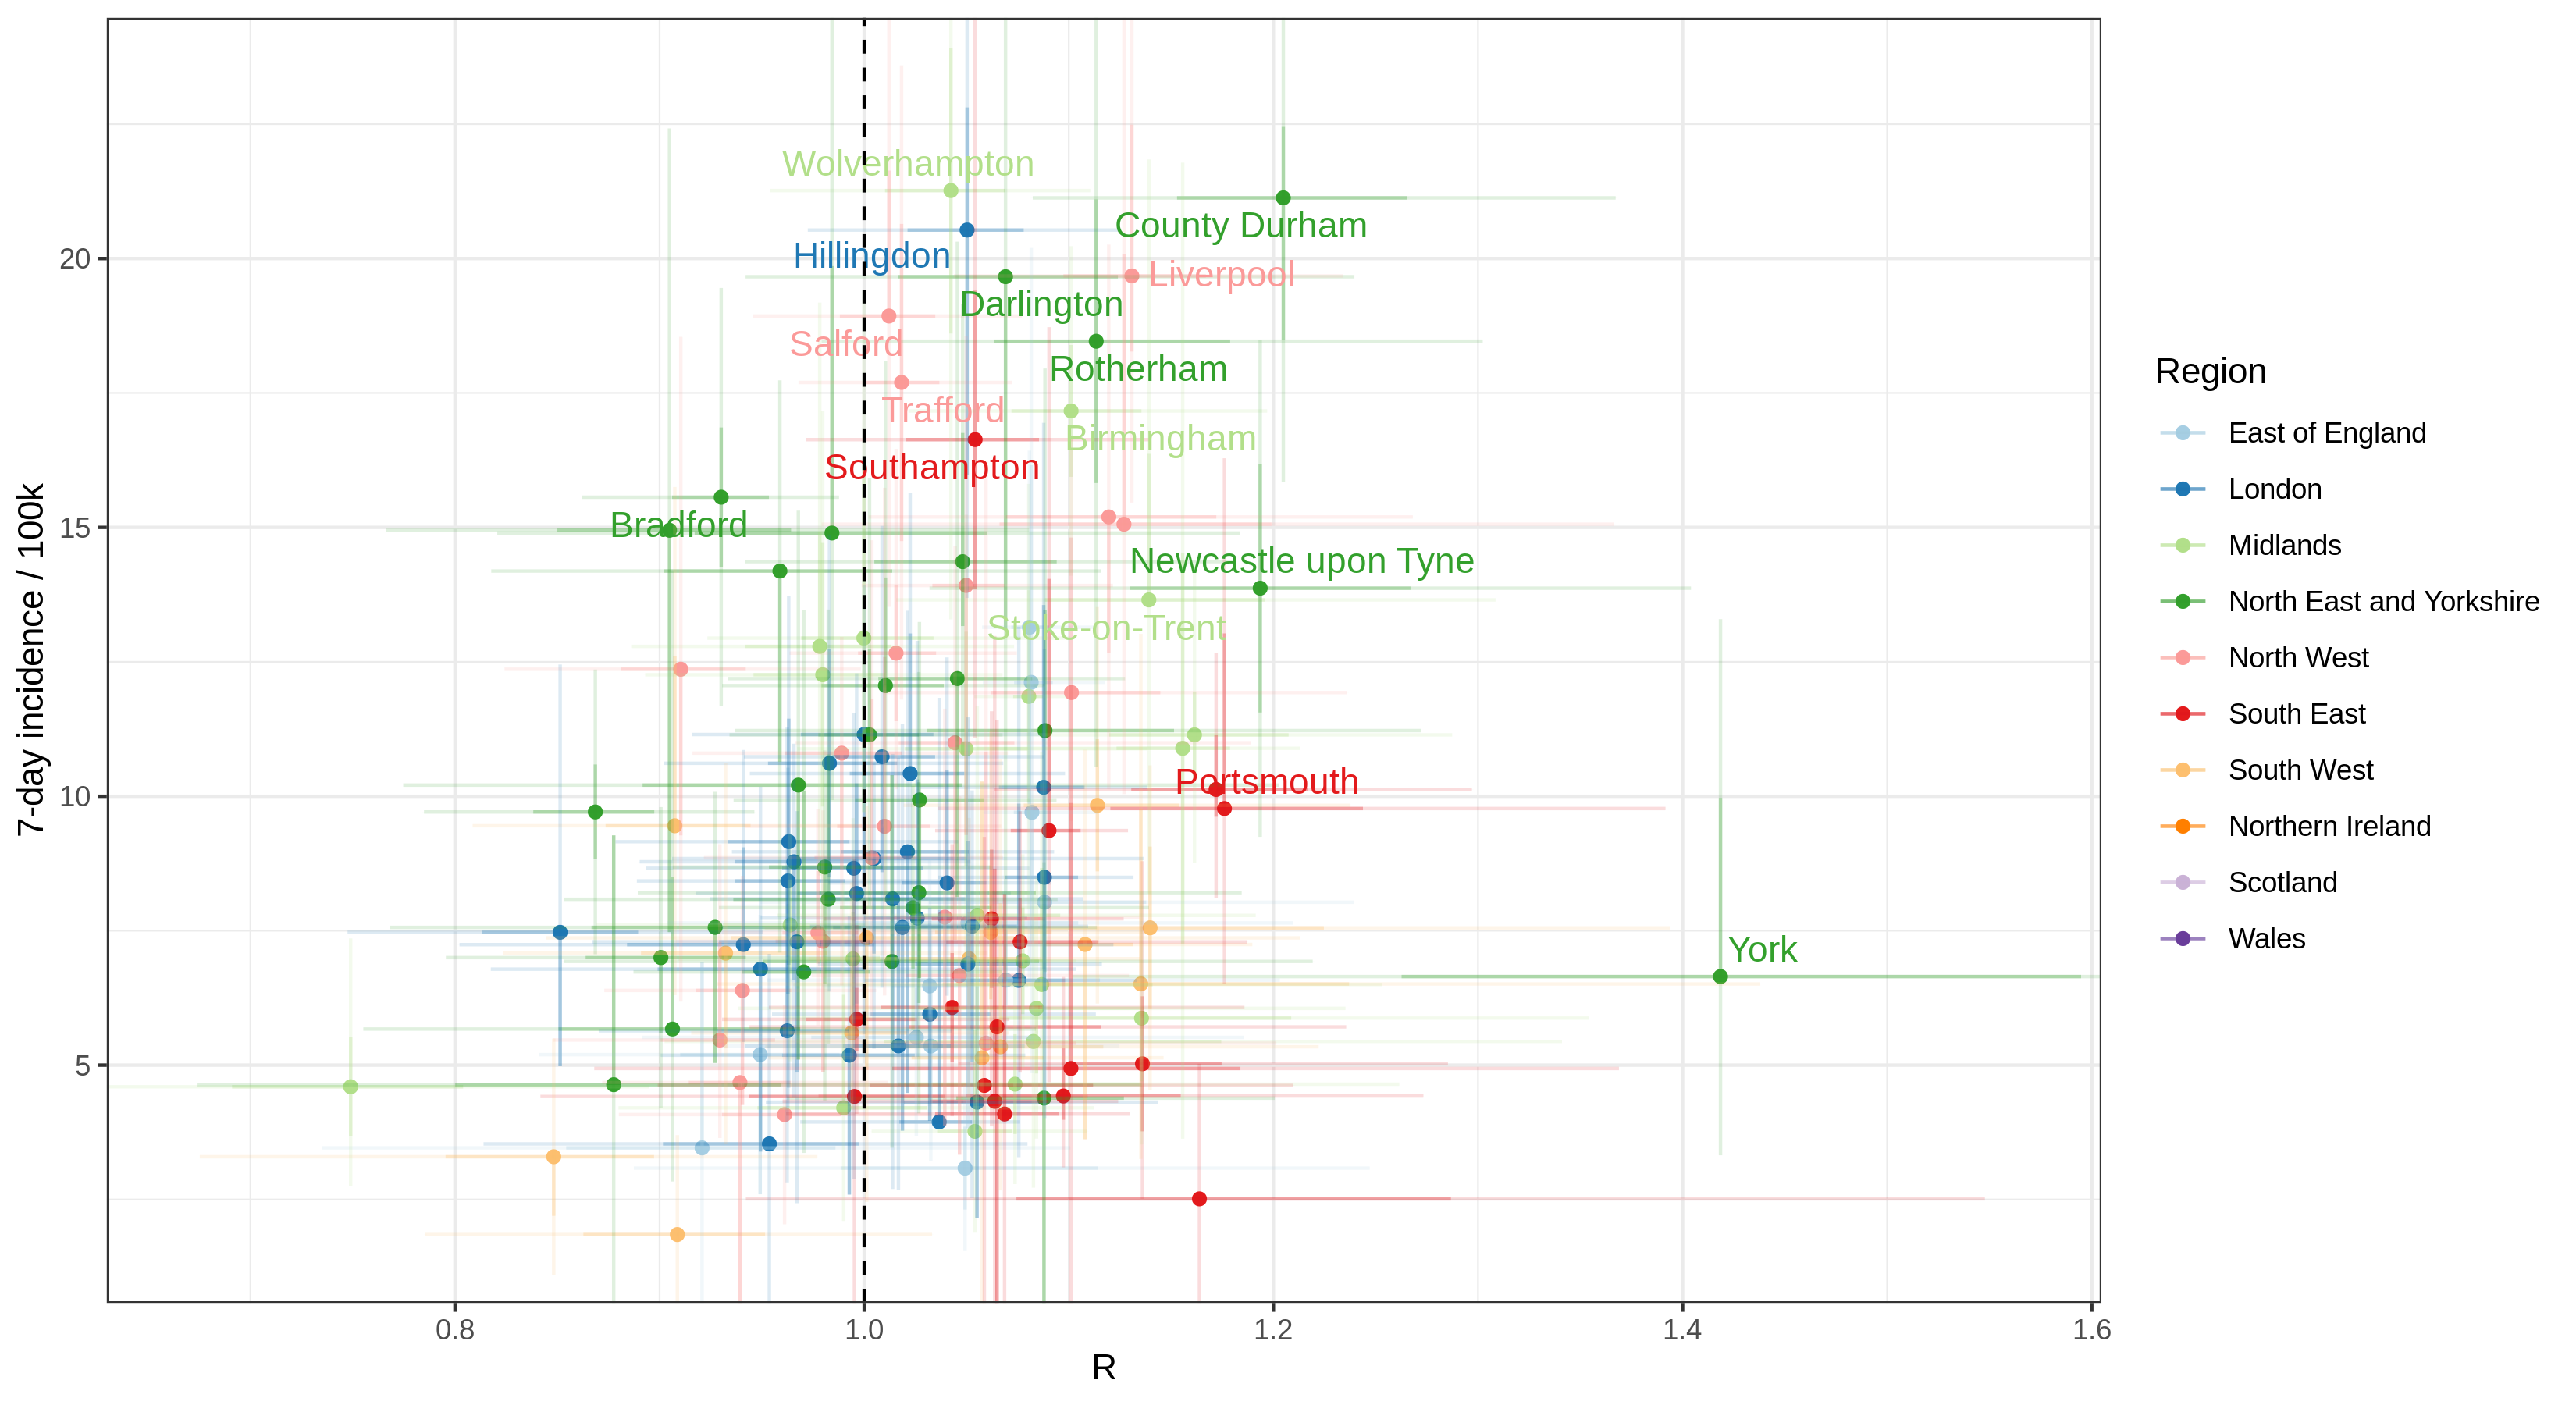 Wolverhampton
County Durham
Hillingdon
Liverpool
Darlington
Salford
Rotherham
Trafford
Birmingham
Southampton
Bradford
Newcastle upon Tyne
Stoke-on-Trent
Portsmouth
York
20
15
10
5
7-day incidence / 100k
0.8
1.0
1.2
1.4
1.6
R
Region
East of England
London
Midlands
North East and Yorkshire
North West
South East
South West
Northern Ireland
Scotland
Wales